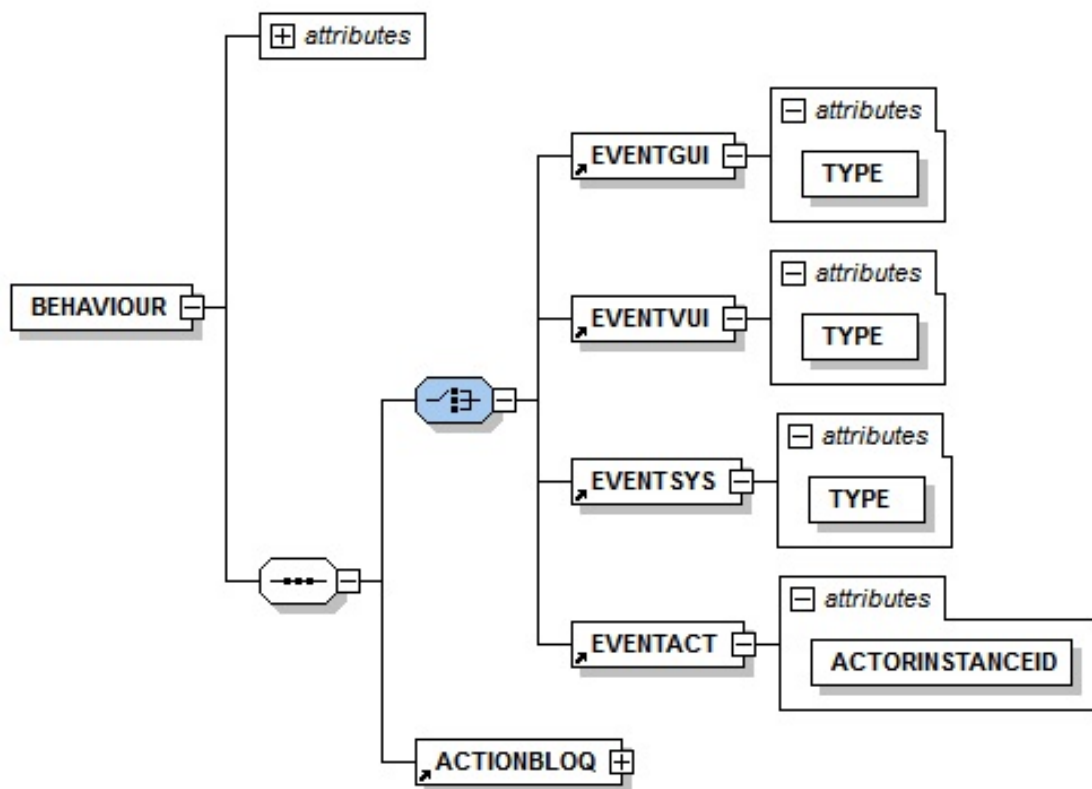 attributes
attributes
EVENTGUI
TYPE
attributes
BEHAVIOUR
EVENTVUI
TYPE
attributes
EVENTSYS
TYPE
attributes
EVENTACT
ACTORINSTANCEID
ACTIONBLOQ